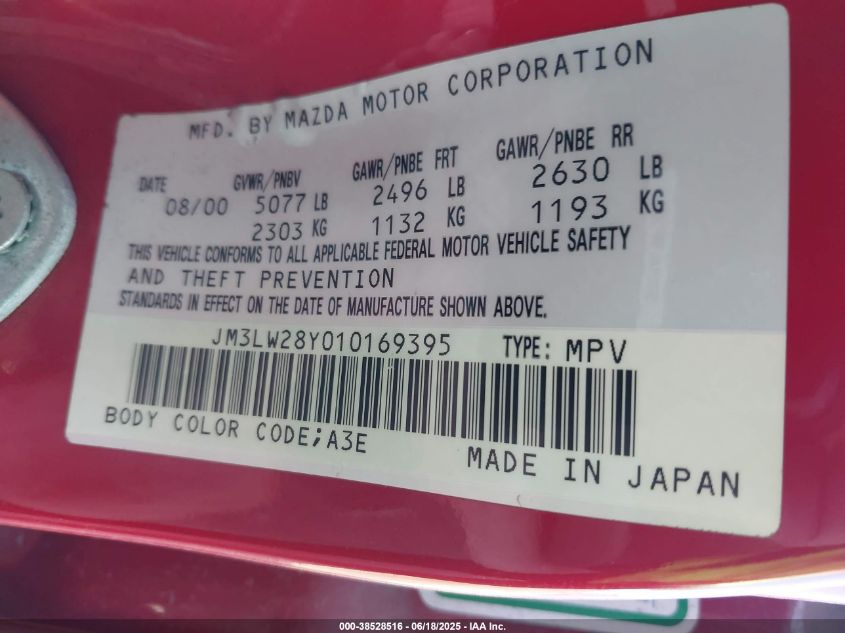 MFD. BY MAZDA MOTOR CORPORATION
DATE GVWR/PNBV GAWR/PNBE FRT GAWR/PNBE RR
08/00 5077 LB 2496 LB 2630 LB
2303 KG 1132 KG 1193 KG
THIS VEHICLE CONFORMS TO ALL APPLICABLE FEDERAL MOTOR VEHICLE SAFETY
AND THEFT PREVENTION
STANDARDS IN EFFECT ON THE DATE OF MANUFACTURE SHOWN ABOVE.
JM3LW28Y010169395 TYPE: MPV
BODY COLOR CODE;A3E
MADE IN JAPAN
000-38528516 - 06/18/2025 - IAA Inc.